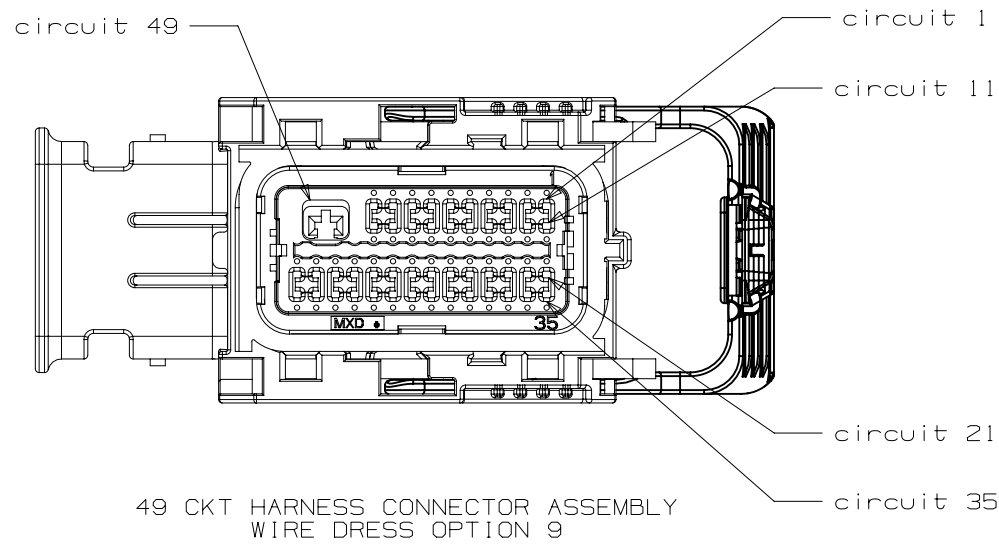 circuit 49
circuit 1
circuit 11
1
MXD
35
circuit 21
circuit 35
49 CKT HARNESS CONNECTOR ASSEMBLY
WIRE DRESS OPTION 9